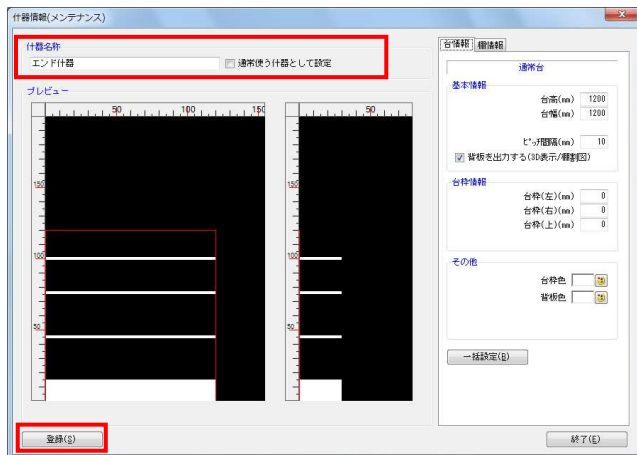 什器情報(メンテナンス)
什器名称
エンド什器
通常使う什器として設定
プレビュー
50 100 150
50
150
100
50
150
100
50
登録(S)
台情報 棚情報
通常台
基本情報
台高(mm) 1200
台幅(mm) 1200
ピッチ間隔(mm) 10
背板を出力する(3D表示/棚割図)
台枠情報
台枠(左)(mm) 0
台枠(右)(mm) 0
台枠(上)(mm) 0
その他
台枠色
背板色
一括設定(B)
終了(E)